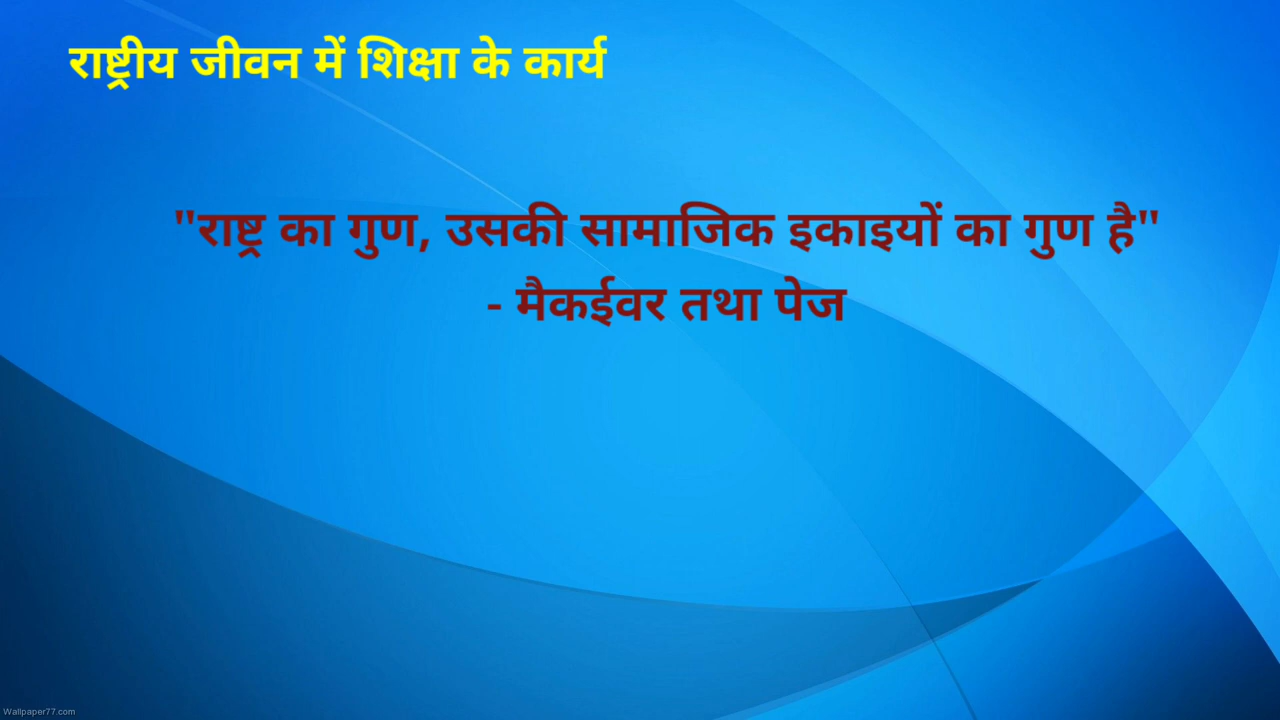 राष्ट्रीय जीवन में शिक्षा के कार्य
"राष्ट्र का गुण, उसकी सामाजिक इकाइयों का गुण है"
- मैकईवर तथा पेज
Wallpaper77.com